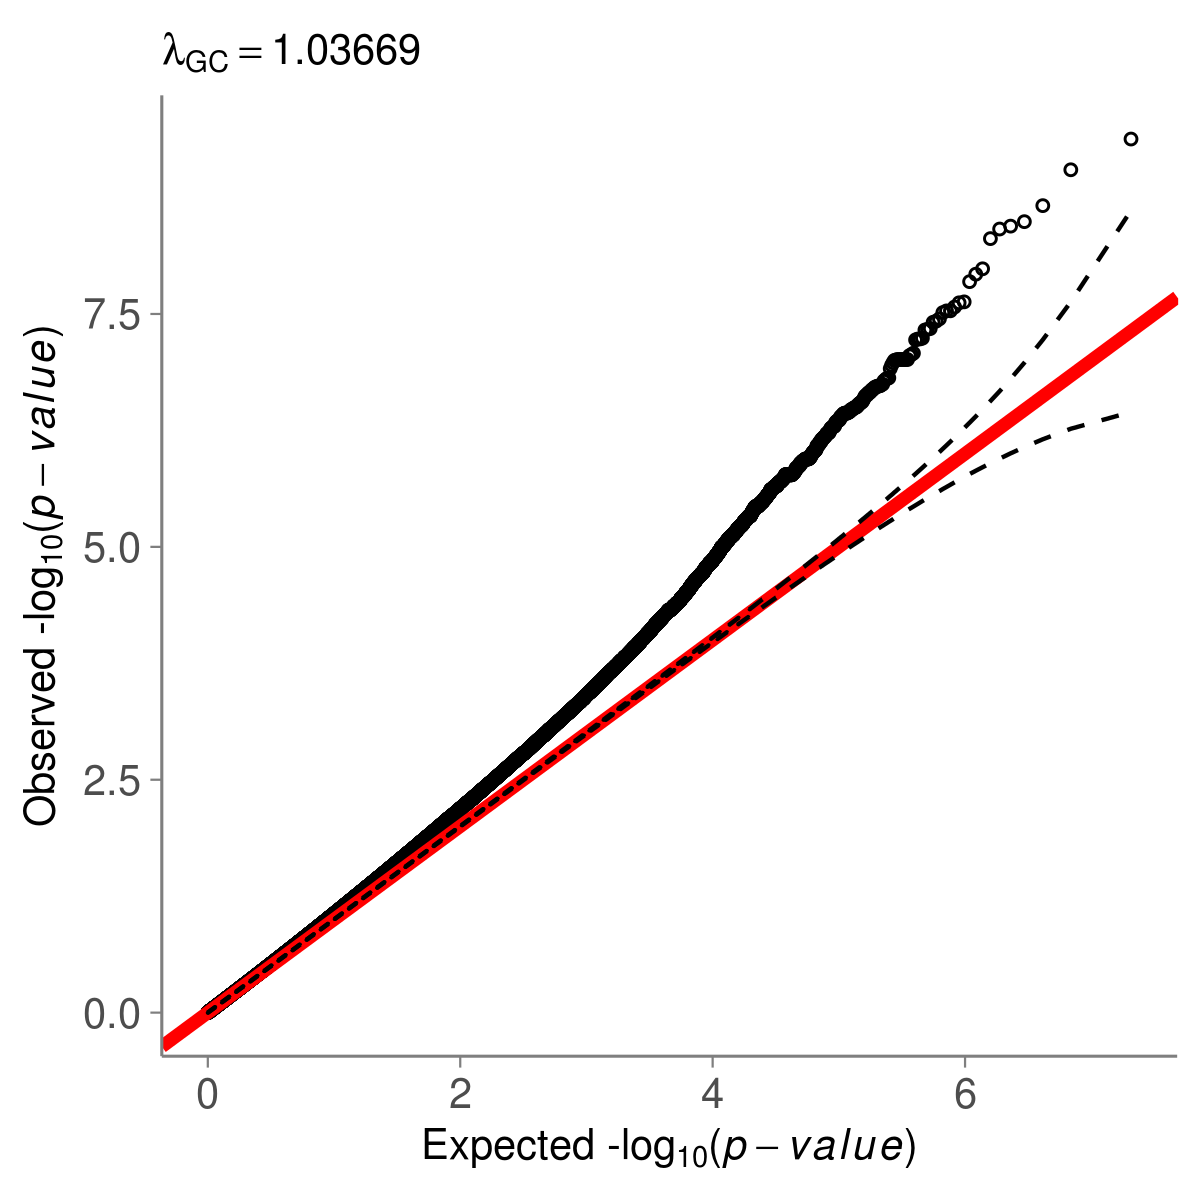 λGC = 1.03669
Observed -log10(p − value)
7.5
5.0
2.5
0.0
0 2 4 6
Expected -log10(p − value)